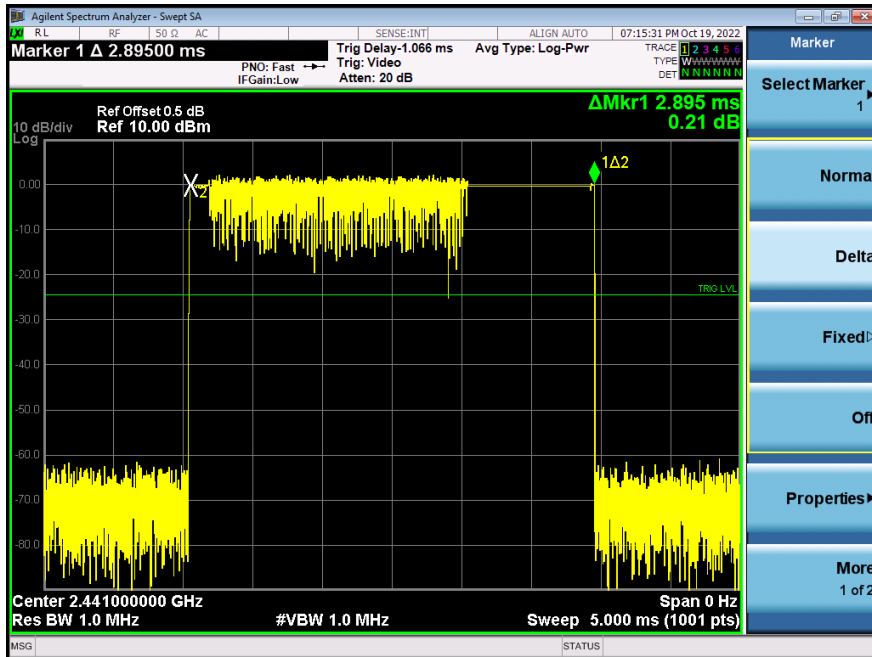 Agilent Spectrum Analyzer - Swept SA
LXI RL RF 50 Ω AC SENSE:INT ALIGN AUTO 07:15:31 PM Oct 19, 2022
Marker 1 Δ 2.89500 ms
PNO: Fast
IFGain:Low
Trig Delay-1.066 ms
Trig: Video
Atten: 20 dB
Avg Type: Log-Pwr
TRACE 1 2 3 4 5 6
TYPE WWWWWW
DET N N N N N N
Marker
Select Marker
1
Norma
Delta
Fixed
Off
Properties
More
1 of 2
ΔMkr1 2.895 ms
0.21 dB
Ref Offset 0.5 dB
10 dB/div Ref 10.00 dBm
Log
1Δ2
0.00
X2
-10.0
-20.0
TRIG LVL
-30.0
-40.0
-50.0
-60.0
-70.0
-80.0
Center 2.441000000 GHz Span 0 Hz
Res BW 1.0 MHz #VBW 1.0 MHz Sweep 5.000 ms (1001 pts)
MSG STATUS